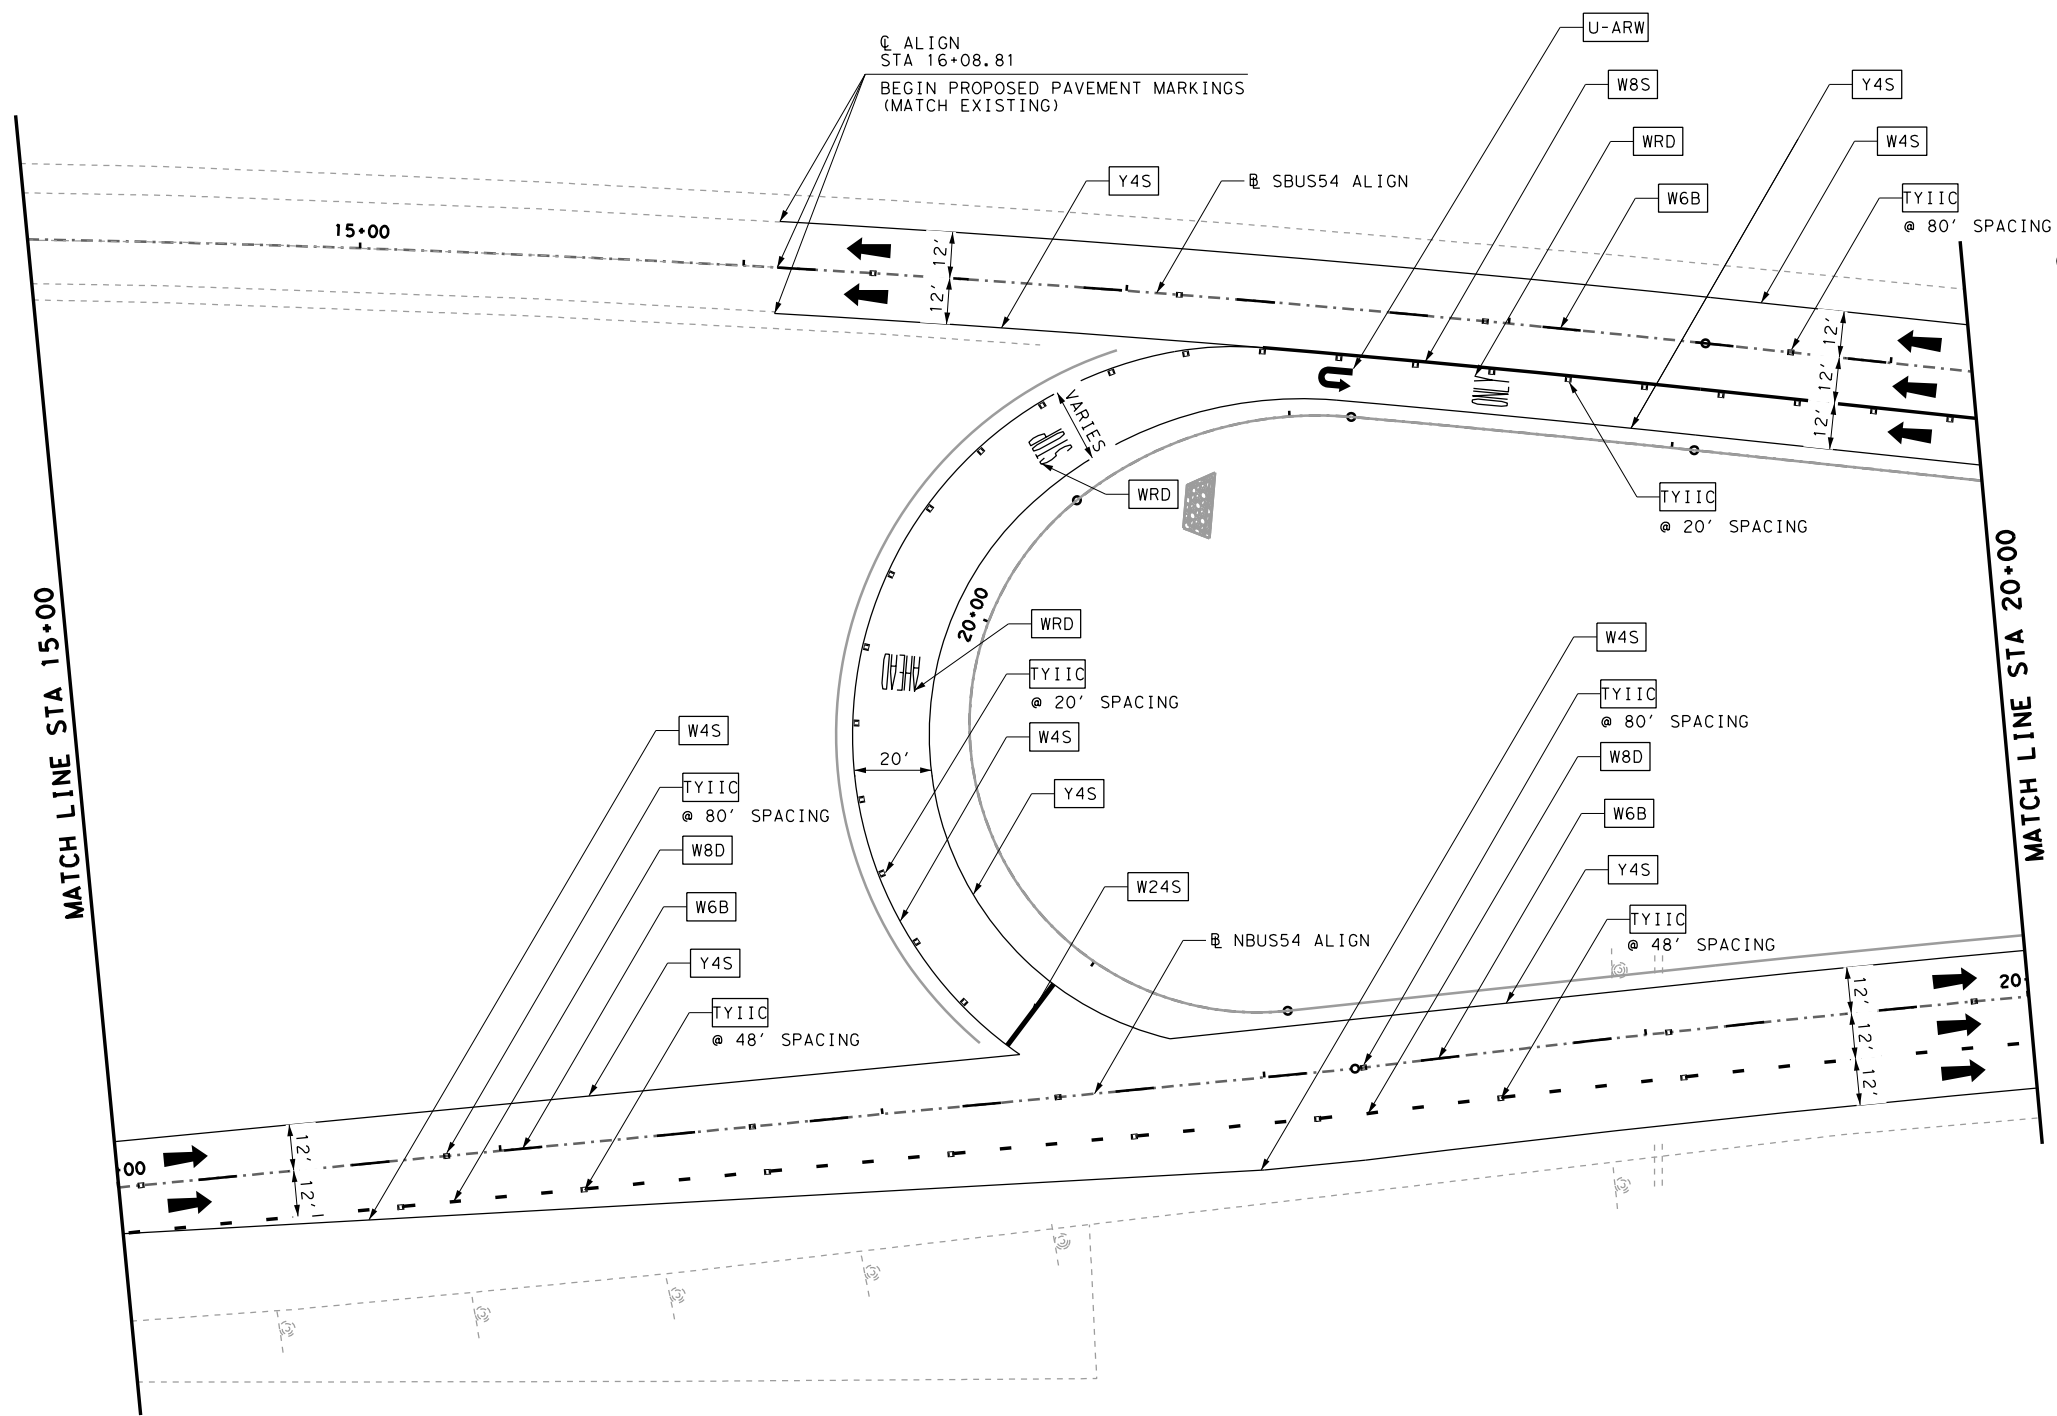 ℄ ALIGN
STA 16+08.81
BEGIN PROPOSED PAVEMENT MARKINGS
(MATCH EXISTING)
U-ARW
W8S
Y4S
WRD
W4S
Y4S
B̲L SBUS54 ALIGN
W6B
TYIIC
@ 80' SPACING
15+00
12'
12'
12'
12'
12'
ONLY
VARIES
STOP
WRD
TYIIC
@ 20' SPACING
MATCH LINE STA 15+00
MATCH LINE STA 20+00
20+00
AHEAD
WRD
TYIIC
@ 20' SPACING
W4S
20'
Y4S
W4S
TYIIC
@ 80' SPACING
W8D
W6B
Y4S
TYIIC
@ 48' SPACING
W4S
TYIIC
@ 80' SPACING
W8D
W6B
Y4S
TYIIC
@ 48' SPACING
W24S
BL NBUS54 ALIGN
00
12'
12'
12'
12'
12'
20